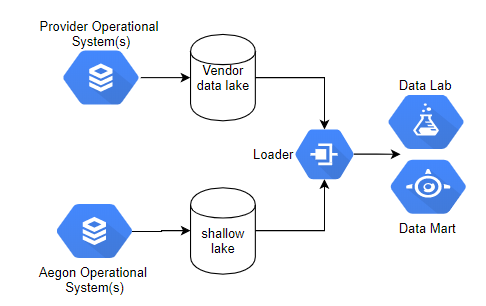 Provider Operational
System(s)
Vendor
data lake
Data Lab
Loader
Data Mart
shallow
lake
Aegon Operational
System(s)